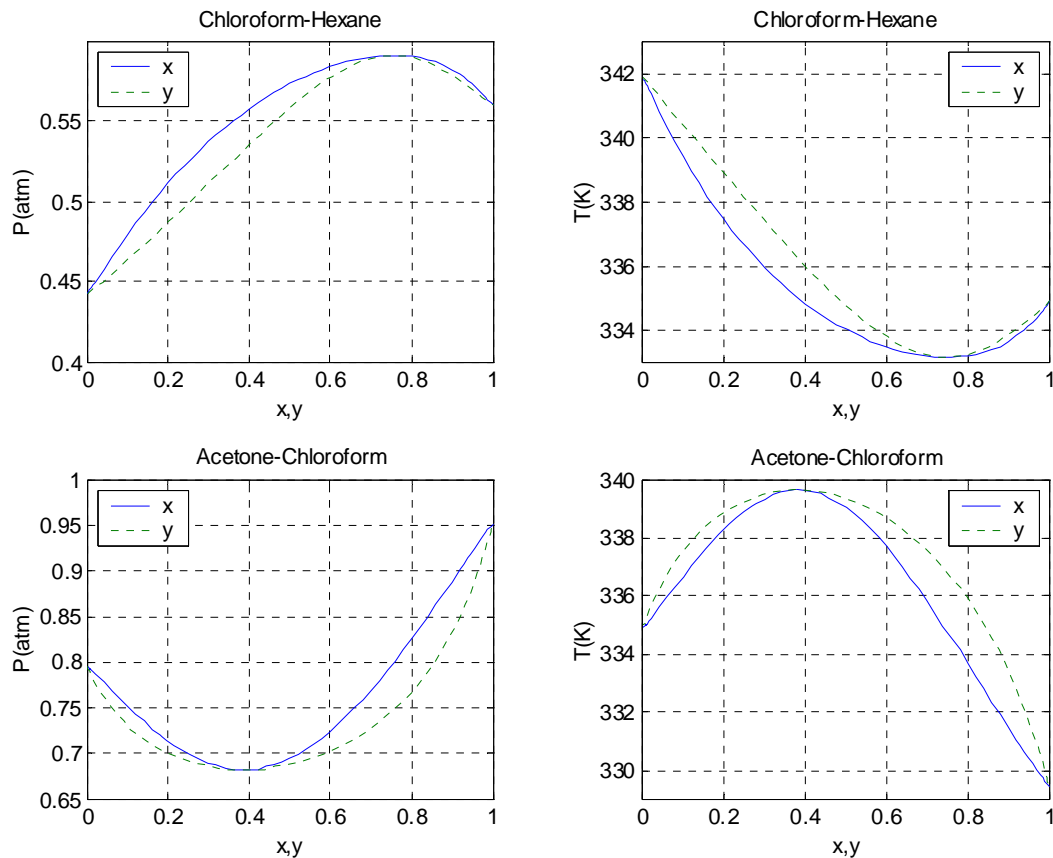 Chloroform-Hexane
P(atm)
0.55
0.5
0.45
0.4
x
y
0 0.2 0.4 0.6 0.8 1
x,y
Chloroform-Hexane
T(K)
342
340
338
336
334
x
y
0 0.2 0.4 0.6 0.8 1
x,y
Acetone-Chloroform
P(atm)
1
0.95
0.9
0.85
0.8
0.75
0.7
0.65
x
y
0 0.2 0.4 0.6 0.8 1
x,y
Acetone-Chloroform
T(K)
340
338
336
334
332
330
x
y
0 0.2 0.4 0.6 0.8 1
x,y